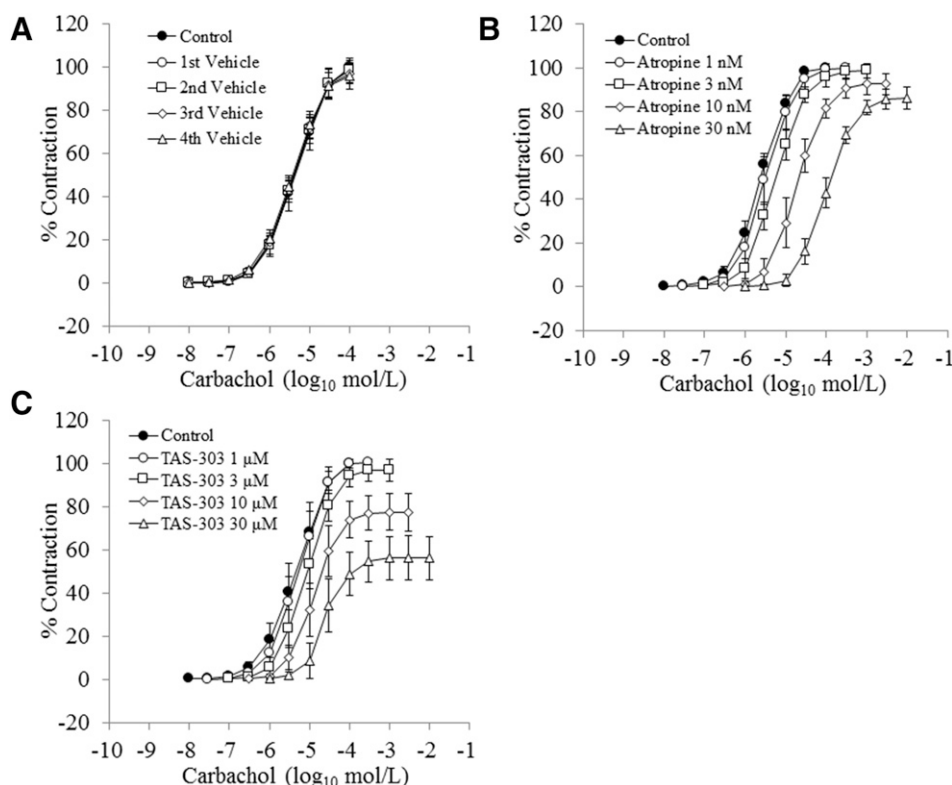 A
120
100
80
60
40
20
0
-20
% Contraction
Control
1st Vehicle
2nd Vehicle
3rd Vehicle
4th Vehicle
-10 -9 -8 -7 -6 -5 -4 -3 -2 -1
Carbachol (log10 mol/L)
B
120
100
80
60
40
20
0
-20
% Contraction
Control
Atropine 1 nM
Atropine 3 nM
Atropine 10 nM
Atropine 30 nM
-10 -9 -8 -7 -6 -5 -4 -3 -2 -1
Carbachol (log10 mol/L)
C
120
100
80
60
40
20
0
-20
% Contraction
Control
TAS-303 1 µM
TAS-303 3 µM
TAS-303 10 µM
TAS-303 30 µM
-10 -9 -8 -7 -6 -5 -4 -3 -2 -1
Carbachol (log10 mol/L)